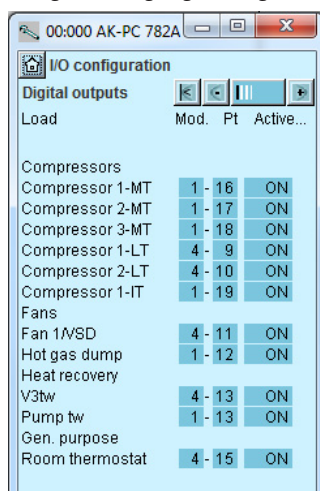 00:000 AK-PC 782A
I/O configuration
Digital outputs
Load Mod. Pt Active...
Compressors
Compressor 1-MT 1 - 16 ON
Compressor 2-MT 1 - 17 ON
Compressor 3-MT 1 - 18 ON
Compressor 1-LT 4 - 9 ON
Compressor 2-LT 4 - 10 ON
Compressor 1-IT 1 - 19 ON
Fans
Fan 1/VSD 4 - 11 ON
Hot gas dump 1 - 12 ON
Heat recovery
V3tw 4 - 13 ON
Pump tw 1 - 13 ON
Gen. purpose
Room thermostat 4 - 15 ON